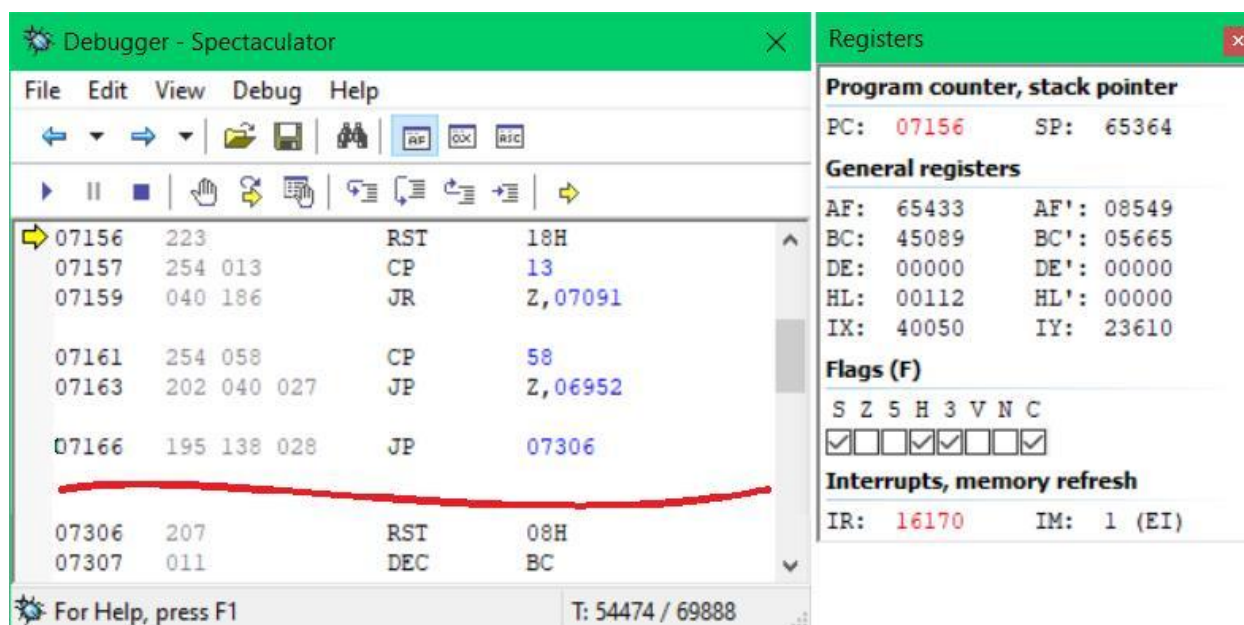 Debugger - Spectaculator
File Edit View Debug Help
07156 223 RST 18H
07157 254 013 CP 13
07159 040 186 JR Z,07091
07161 254 058 CP 58
07163 202 040 027 JP Z,06952
07166 195 138 028 JP 07306
07306 207 RST 08H
07307 011 DEC BC
For Help, press F1 T: 54474 / 69888
Registers
Program counter, stack pointer
PC: 07156 SP: 65364
General registers
AF: 65433 AF': 08549
BC: 45089 BC': 05665
DE: 00000 DE': 00000
HL: 00112 HL': 00000
IX: 40050 IY: 23610
Flags (F)
S Z 5 H 3 V N C
Interrupts, memory refresh
IR: 16170 IM: 1 (EI)